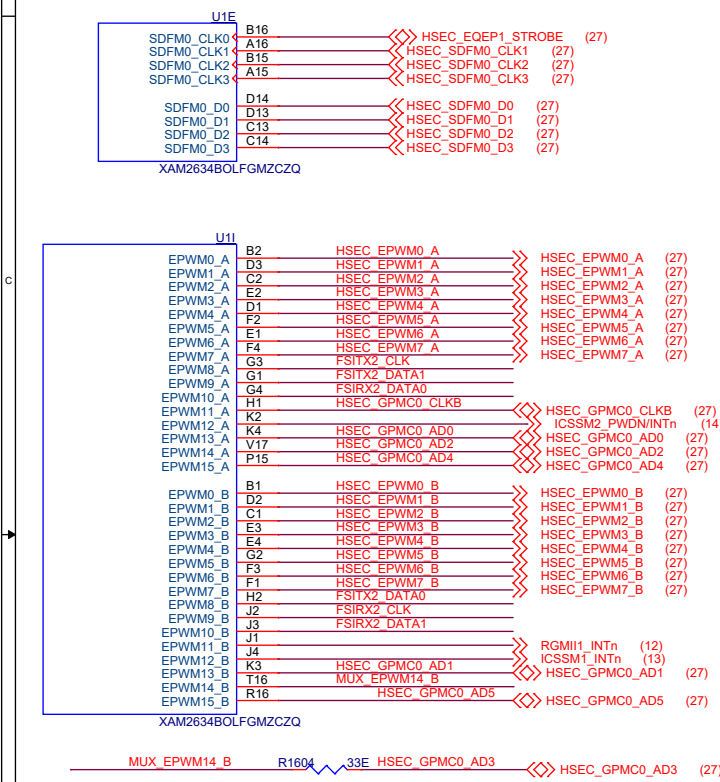 U1E
SDFM0_CLK0 B16 HSEC_EQEP1_STROBE (27)
SDFM0_CLK1 A16 HSEC_SDFM0_CLK1 (27)
SDFM0_CLK2 B15 HSEC_SDFM0_CLK2 (27)
SDFM0_CLK3 A15 HSEC_SDFM0_CLK3 (27)
SDFM0_D0 D14 HSEC_SDFM0_D0 (27)
SDFM0_D1 D13 HSEC_SDFM0_D1 (27)
SDFM0_D2 C13 HSEC_SDFM0_D2 (27)
SDFM0_D3 C14 HSEC_SDFM0_D3 (27)
XAM2634BOLFGMZCZQ
U1I
EPWM0_A B2 HSEC_EPWM0_A HSEC_EPWM0_A (27)
EPWM1_A D3 HSEC_EPWM1_A HSEC_EPWM1_A (27)
C
EPWM2_A C2 HSEC_EPWM2_A HSEC_EPWM2_A (27)
EPWM3_A E2 HSEC_EPWM3_A HSEC_EPWM3_A (27)
EPWM4_A D1 HSEC_EPWM4_A HSEC_EPWM4_A (27)
EPWM5_A F2 HSEC_EPWM5_A HSEC_EPWM5_A (27)
EPWM6_A E1 HSEC_EPWM6_A HSEC_EPWM6_A (27)
EPWM7_A F4 HSEC_EPWM7_A HSEC_EPWM7_A (27)
EPWM8_A G3 FSITX2_CLK
EPWM9_A G1 FSITX2_DATA1
EPWM10_A G4 FSIRX2_DATA0
EPWM11_A H1 HSEC_GPMC0_CLKB HSEC_GPMC0_CLKB (27)
EPWM12_A K2 ICSSM2_PWDN/INTn (14
EPWM13_A K4 HSEC_GPMC0_AD0 HSEC_GPMC0_AD0 (27)
EPWM14_A V17 HSEC_GPMC0_AD2 HSEC_GPMC0_AD2 (27)
EPWM15_A P15 HSEC_GPMC0_AD4 HSEC_GPMC0_AD4 (27)
EPWM0_B B1 HSEC_EPWM0_B HSEC_EPWM0_B (27)
EPWM1_B D2 HSEC_EPWM1_B HSEC_EPWM1_B (27)
EPWM2_B C1 HSEC_EPWM2_B HSEC_EPWM2_B (27)
EPWM3_B E3 HSEC_EPWM3_B HSEC_EPWM3_B (27)
EPWM4_B E4 HSEC_EPWM4_B HSEC_EPWM4_B (27)
EPWM5_B G2 HSEC_EPWM5_B HSEC_EPWM5_B (27)
EPWM6_B F3 HSEC_EPWM6_B HSEC_EPWM6_B (27)
EPWM7_B F1 HSEC_EPWM7_B HSEC_EPWM7_B (27)
EPWM8_B H2 FSITX2_DATA0
EPWM9_B J2 FSIRX2_CLK
EPWM10_B J3 FSIRX2_DATA1
EPWM11_B J1 RGMII1_INTn (12)
EPWM12_B J4 ICSSM1_INTn (13)
EPWM13_B K3 HSEC_GPMC0_AD1 HSEC_GPMC0_AD1 (27)
EPWM14_B T16 MUX_EPWM14_B
EPWM15_B R16 HSEC_GPMC0_AD5 HSEC_GPMC0_AD5 (27)
XAM2634BOLFGMZCZQ
MUX_EPWM14_B R1604 33E HSEC_GPMC0_AD3 HSEC_GPMC0_AD3 (27)